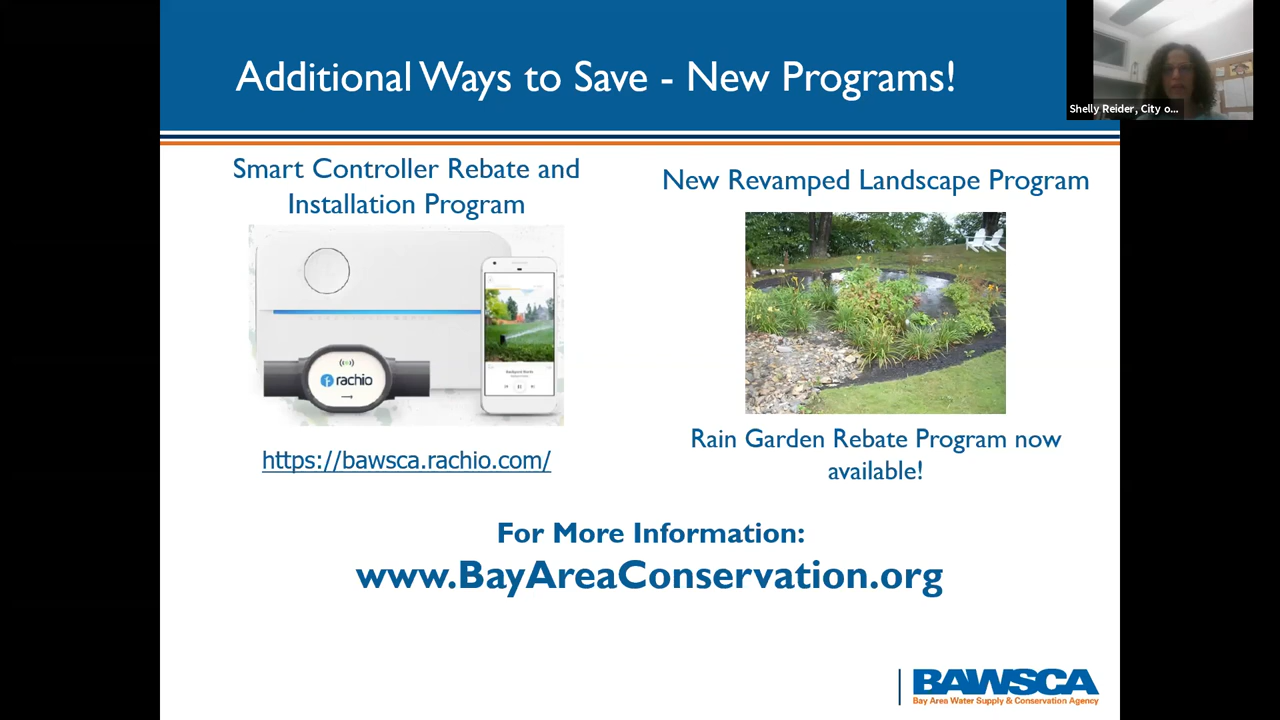 Additional Ways to Save - New Programs!
Shelly Reider, City o...
Smart Controller Rebate and
Installation Program
New Revamped Landscape Program
rachio
https://bawsca.rachio.com/
Rain Garden Rebate Program now
available!
For More Information:
www.BayAreaConservation.org
BAWSCA
Bay Area Water Supply & Conservation Agency